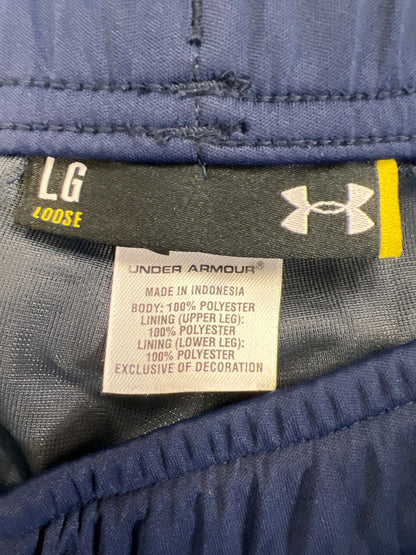 LG
LOOSE
UNDER ARMOUR®
MADE IN INDONESIA
BODY: 100% POLYESTER
LINING (UPPER LEG):
100% POLYESTER
LINING (LOWER LEG):
100% POLYESTER
EXCLUSIVE OF DECORATION